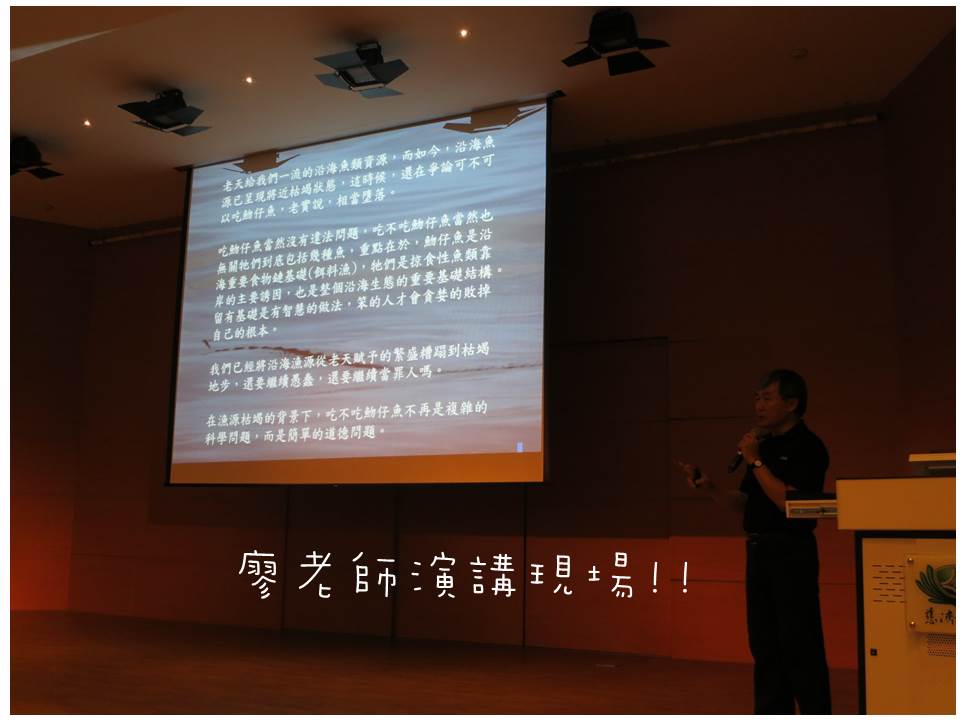 老天給我們一流的沿海魚類資源，而如今，沿海魚
源已呈現將近枯竭狀態，這時候，還在爭論可不可
以吃魩仔魚，老實說，相當墮落。
吃魩仔魚當然沒有違法問題，吃不吃魩仔魚當然也
無關牠們到底包括幾種魚，重點在於，魩仔魚是沿
海重要食物鏈基礎(餌料漁)，牠們是掠食性魚類靠
岸的主要誘因，也是整個沿海生態的重要基礎結構。
留有基礎是有智慧的做法，笨的人才會貪婪的敗掉
自己的根本。
我們已經將沿海漁源從老天賦予的繁盛糟蹋到枯竭
地步，還要繼續愚蠢，還要繼續當罪人嗎。
在漁源枯竭的背景下，吃不吃魩仔魚不再是複雜的
科學問題，而是簡單的道德問題。
廖老師演講現場!!
慈濟